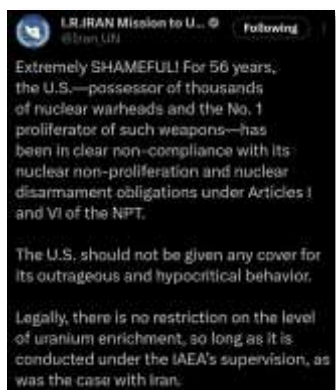 I.R.IRAN Mission to U...
Following
@Iran_UN
Extremely SHAMEFUL! For 56 years,
the U.S.—possessor of thousands
of nuclear warheads and the No. 1
proliferator of such weapons—has
been in clear non-compliance with its
nuclear non-proliferation and nuclear
disarmament obligations under Articles I
and VI of the NPT.
The U.S. should not be given any cover for
its outrageous and hypocritical behavior.
Legally, there is no restriction on the level
of uranium enrichment, so long as it is
conducted under the IAEA's supervision, as
was the case with Iran.